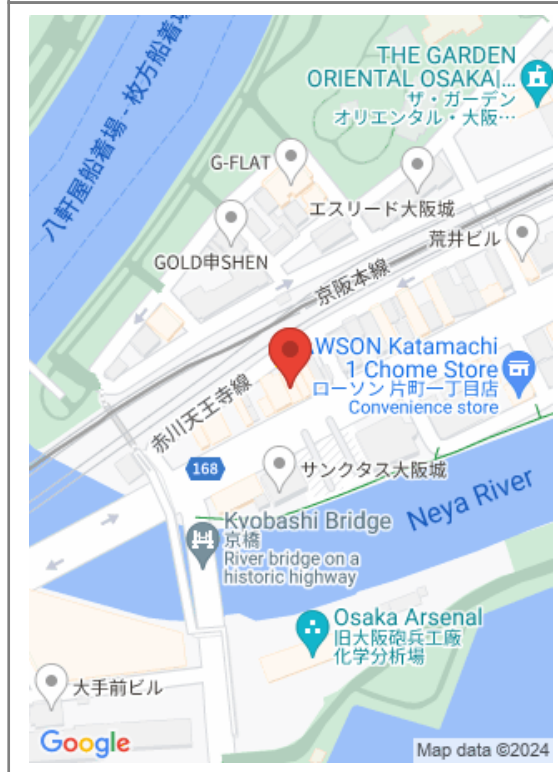 THE GARDEN
ORIENTAL OSAKA|...
ザ・ガーデン
オリエンタル・大阪…
八軒屋船着場 - 枚方船着場
G-FLAT
エスリード大阪城
荒井ビル
GOLD申SHEN
京阪本線
AWSON Katamachi
1 Chome Store
ローソン 片町一丁目店
Convenience store
赤川天王寺線
168
サンクタス大阪城
Neya River
Kyobashi Bridge
京橋
River bridge on a
historic highway
Osaka Arsenal
旧大阪砲兵工廠
化学分析場
大手前ビル
Google
Map data ©2024